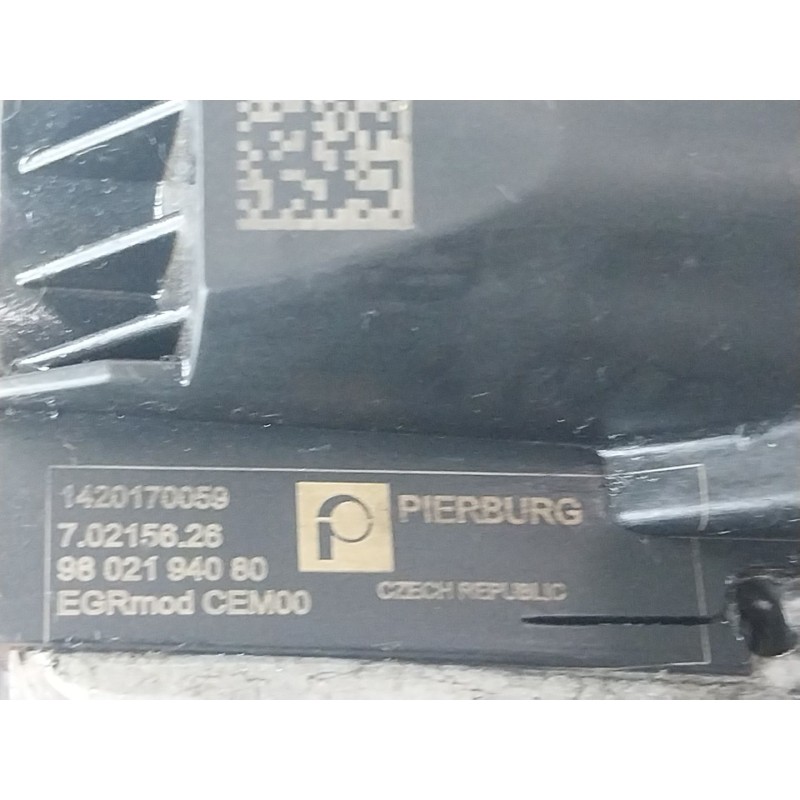 1420170059
7.02156.26
98 021 940 80
EGRmod CEM00
PIERBURG
CZECH REPUBLIC